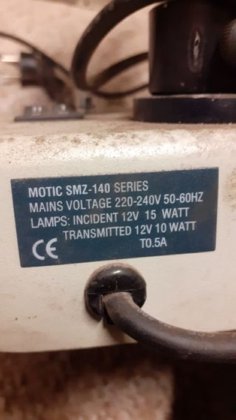 MOTIC SMZ-140 SERIES
MAINS VOLTAGE 220-240V 50-60HZ
LAMPS: INCIDENT 12V 15 WATT
TRANSMITTED 12V 10 WATT
CE T0.5A